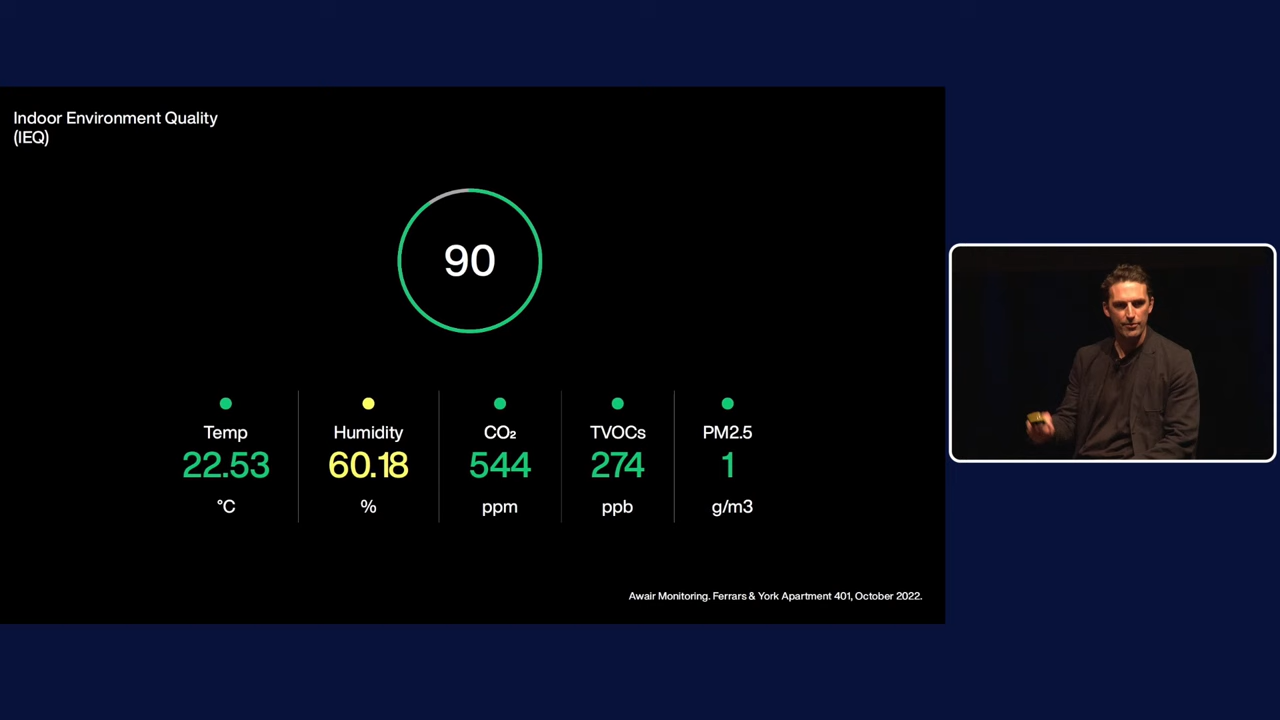 Indoor Environment Quality
(IEQ)
90
Temp
Humidity
CO₂
TVOCs
PM2.5
22.53
60.18
544
274
1
°C
%
ppm
ppb
g/m3
Awair Monitoring. Ferrars & York Apartment 401, October 2022.